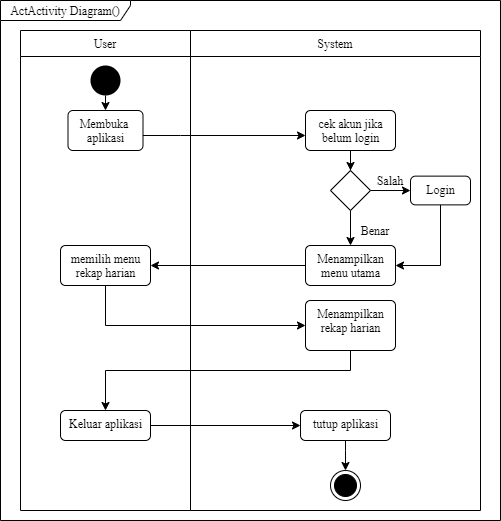 ActActivity Diagram()
User
System
Membuka
aplikasi
cek akun jika
belum login
Salah
Login
Benar
memilih menu
rekap harian
Menampilkan
menu utama
Menampilkan
rekap harian
Keluar aplikasi
tutup aplikasi